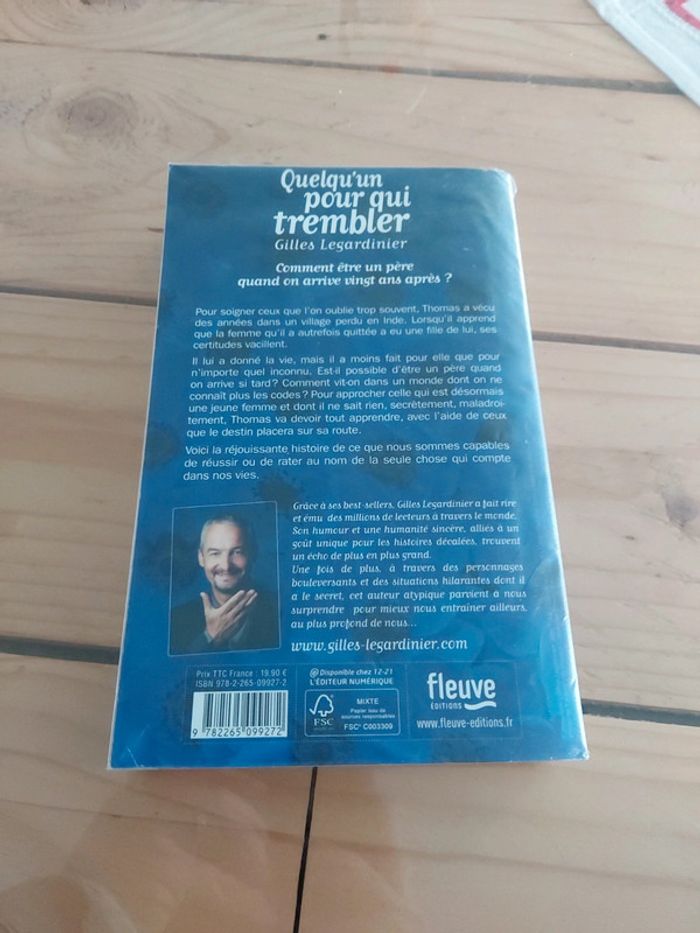 Quelqu'un
pour qui
trembler
Gilles Legardinier
Comment être un père
quand on arrive vingt ans après ?
Pour soigner ceux que l'on oublie trop souvent, Thomas a vécu
des années dans un village perdu en Inde. Lorsqu'il apprend
que la femme qu'il a autrefois quittée a eu une fille de lui, ses
certitudes vacillent.
Il lui a donné la vie, mais il a moins fait pour elle que pour
n'importe quel inconnu. Est-il possible d'être un père quand
on arrive si tard ? Comment vit-on dans un monde dont on ne
connaît plus les codes ? Pour approcher celle qui est désormais
une jeune femme et dont il ne sait rien, secrètement, maladroi-
tement, Thomas va devoir tout apprendre, avec l'aide de ceux
que le destin placera sur sa route.
Voici la réjouissante histoire de ce que nous sommes capables
de réussir ou de rater au nom de la seule chose qui compte
dans nos vies.
Grâce à ses best-sellers, Gilles Legardinier a fait rire
et ému des millions de lecteurs à travers le monde.
Son humour et une humanité sincère, alliés à un
goût unique pour les histoires décalées, trouvent
un écho de plus en plus grand.
Une fois de plus, à travers des personnages
bouleversants et des situations hilarantes dont il
a le secret, cet auteur atypique parvient à nous
surprendre pour mieux nous entraîner ailleurs,
au plus profond de nous...
www.gilles-legardinier.com
Prix TTC France : 19,90 €
ISBN 978-2-265-09927-2
9 782265 099272
@ Disponible chez 12-21
L'ÉDITEUR NUMÉRIQUE
FSC
MIXTE
Papier issu de
sources responsables
FSC® C003309
fleuve
ÉDITIONS
www.fleuve-editions.fr